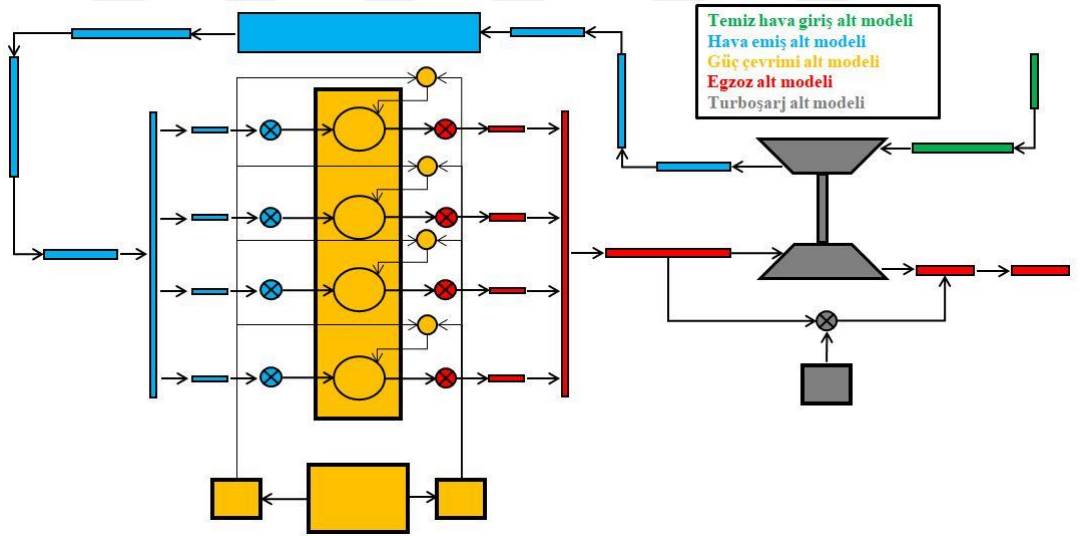 Temiz hava giriş alt modeli
Hava emiş alt modeli
Güç çevrimi alt modeli
Egzoz alt modeli
Turboşarj alt modeli